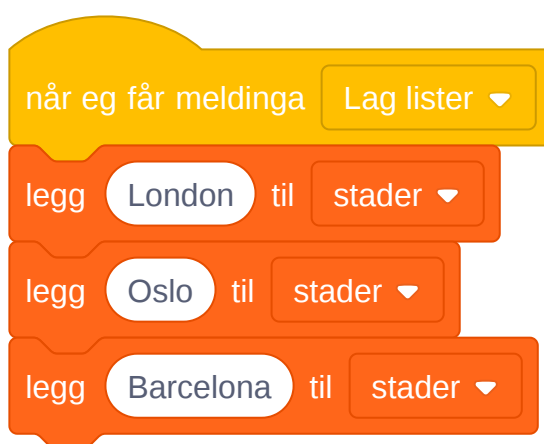 når eg får meldinga Lag lister
legg London til stader
legg Oslo til stader
legg Barcelona til stader